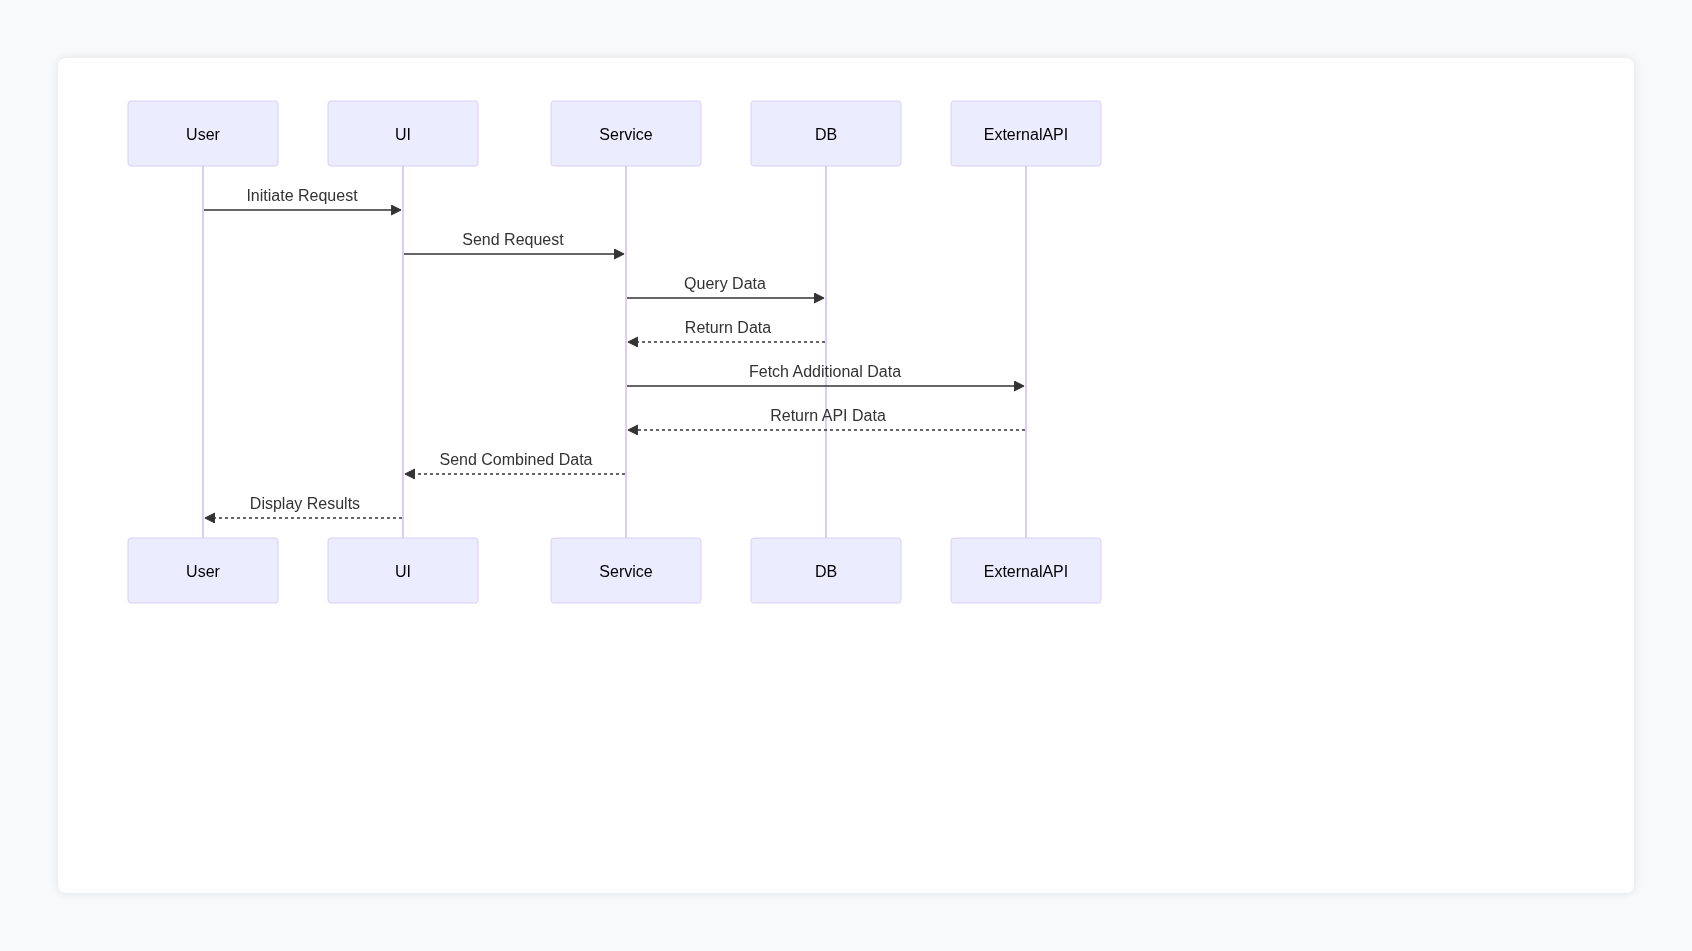 User
UI
Service
DB
ExternalAPI
Initiate Request
Send Request
Query Data
Return Data
Fetch Additional Data
Return API Data
Send Combined Data
Display Results
User
UI
Service
DB
ExternalAPI